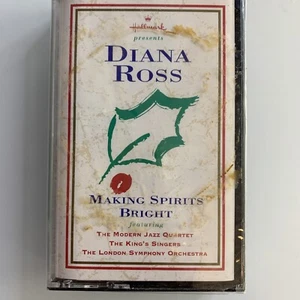 Hallmark
presents
DIANA
ROSS
MAKING SPIRITS
BRIGHT
featuring
THE MODERN JAZZ QUARTET
THE KING'S SINGERS
THE LONDON SYMPHONY ORCHESTRA